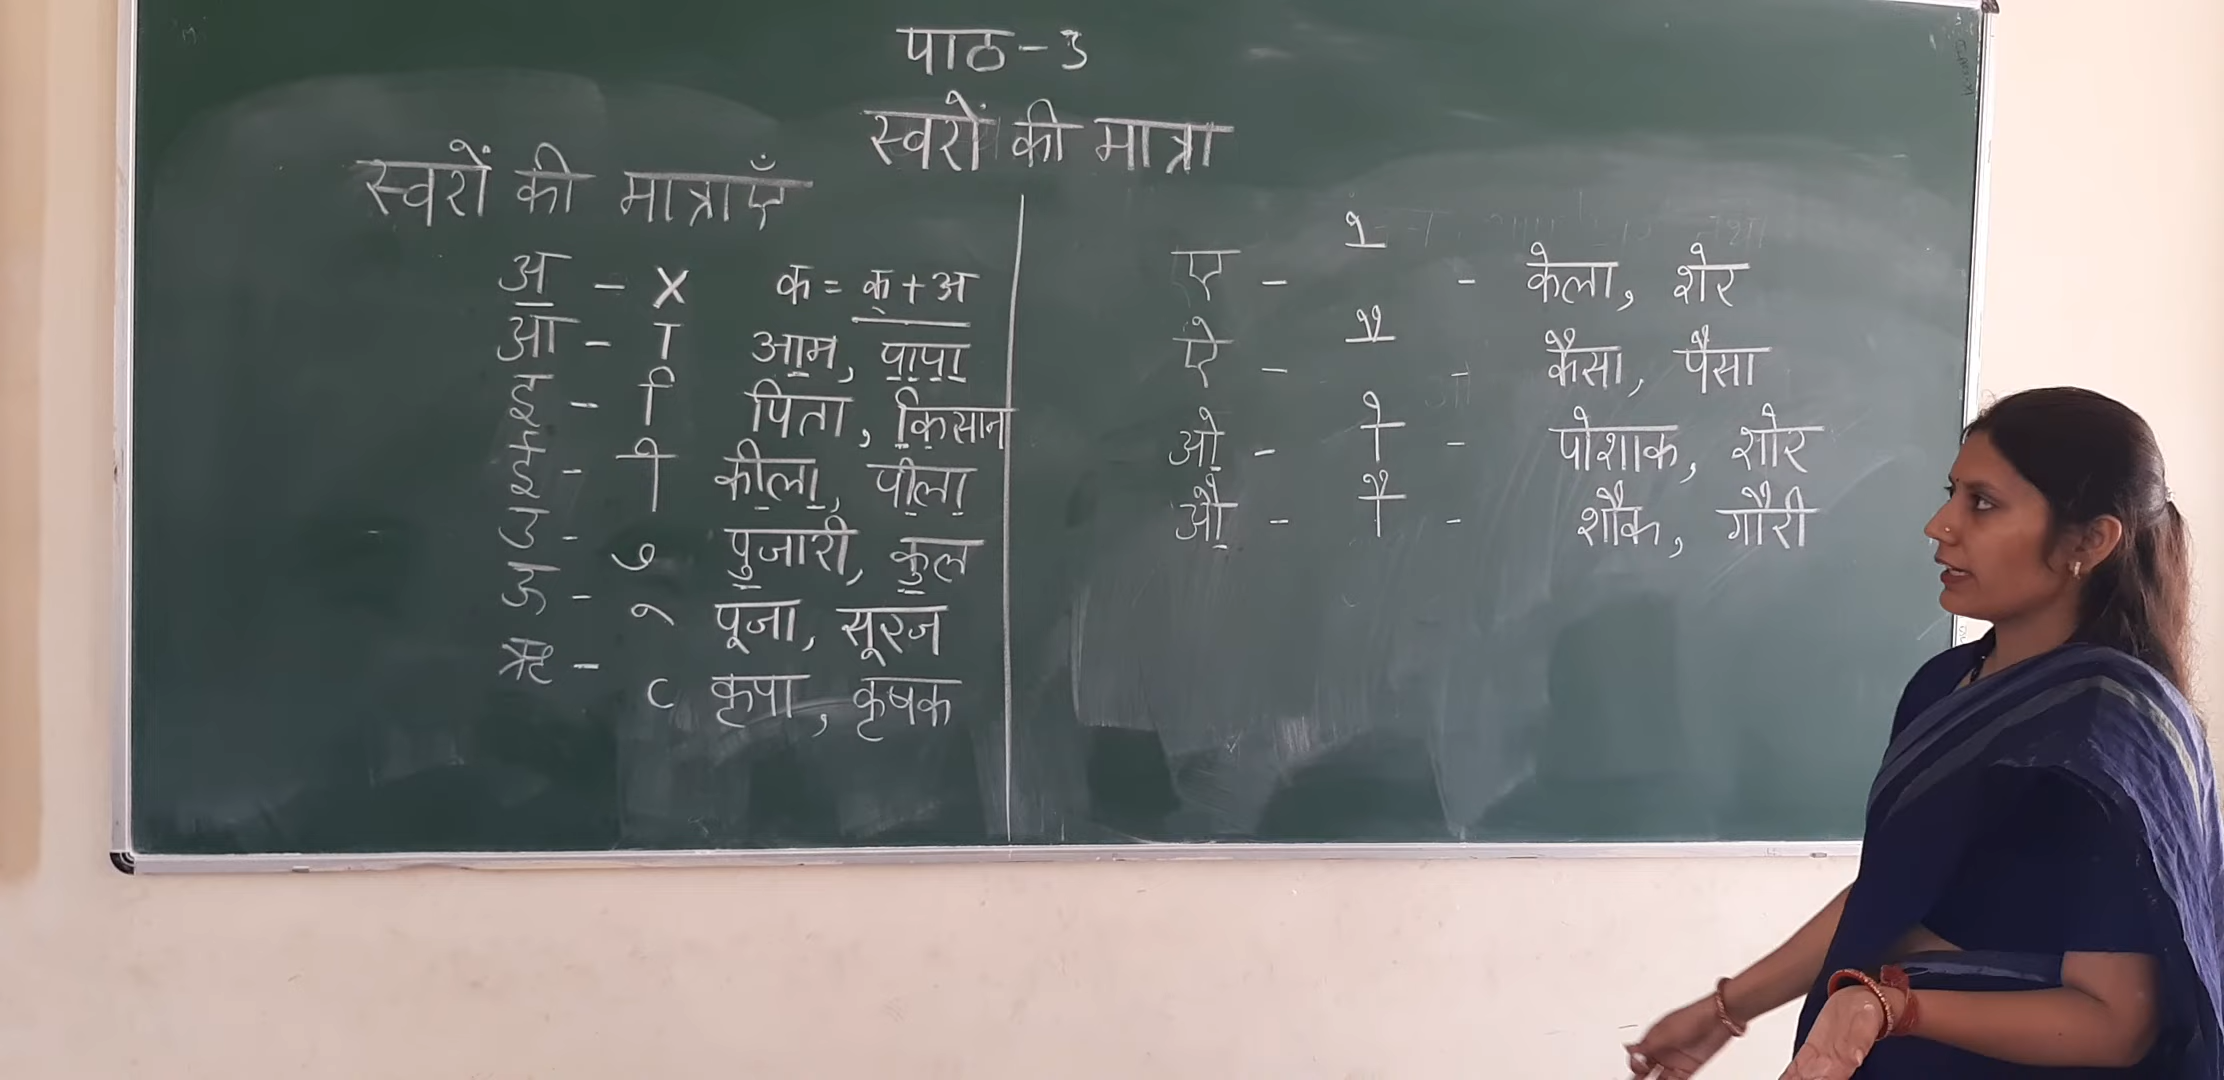 पाठ - 3
स्वरों की मात्रा
स्वरों की मात्राएँ
अ - X क = क् + अ
आ - ा आम, पापा
इ - ि पिता, किसान
ई - ी कीला, पीला
उ - ु पुजारी, कुल
ऊ - ू पूजा, सूरज
ऋ - ृ कृपा, कृषक
ए - े - केला, शेर
ऐ - ै - कैसा, पैसा
ओ - ो - पोशाक, शोर
औ - ौ - शौक, गौरी